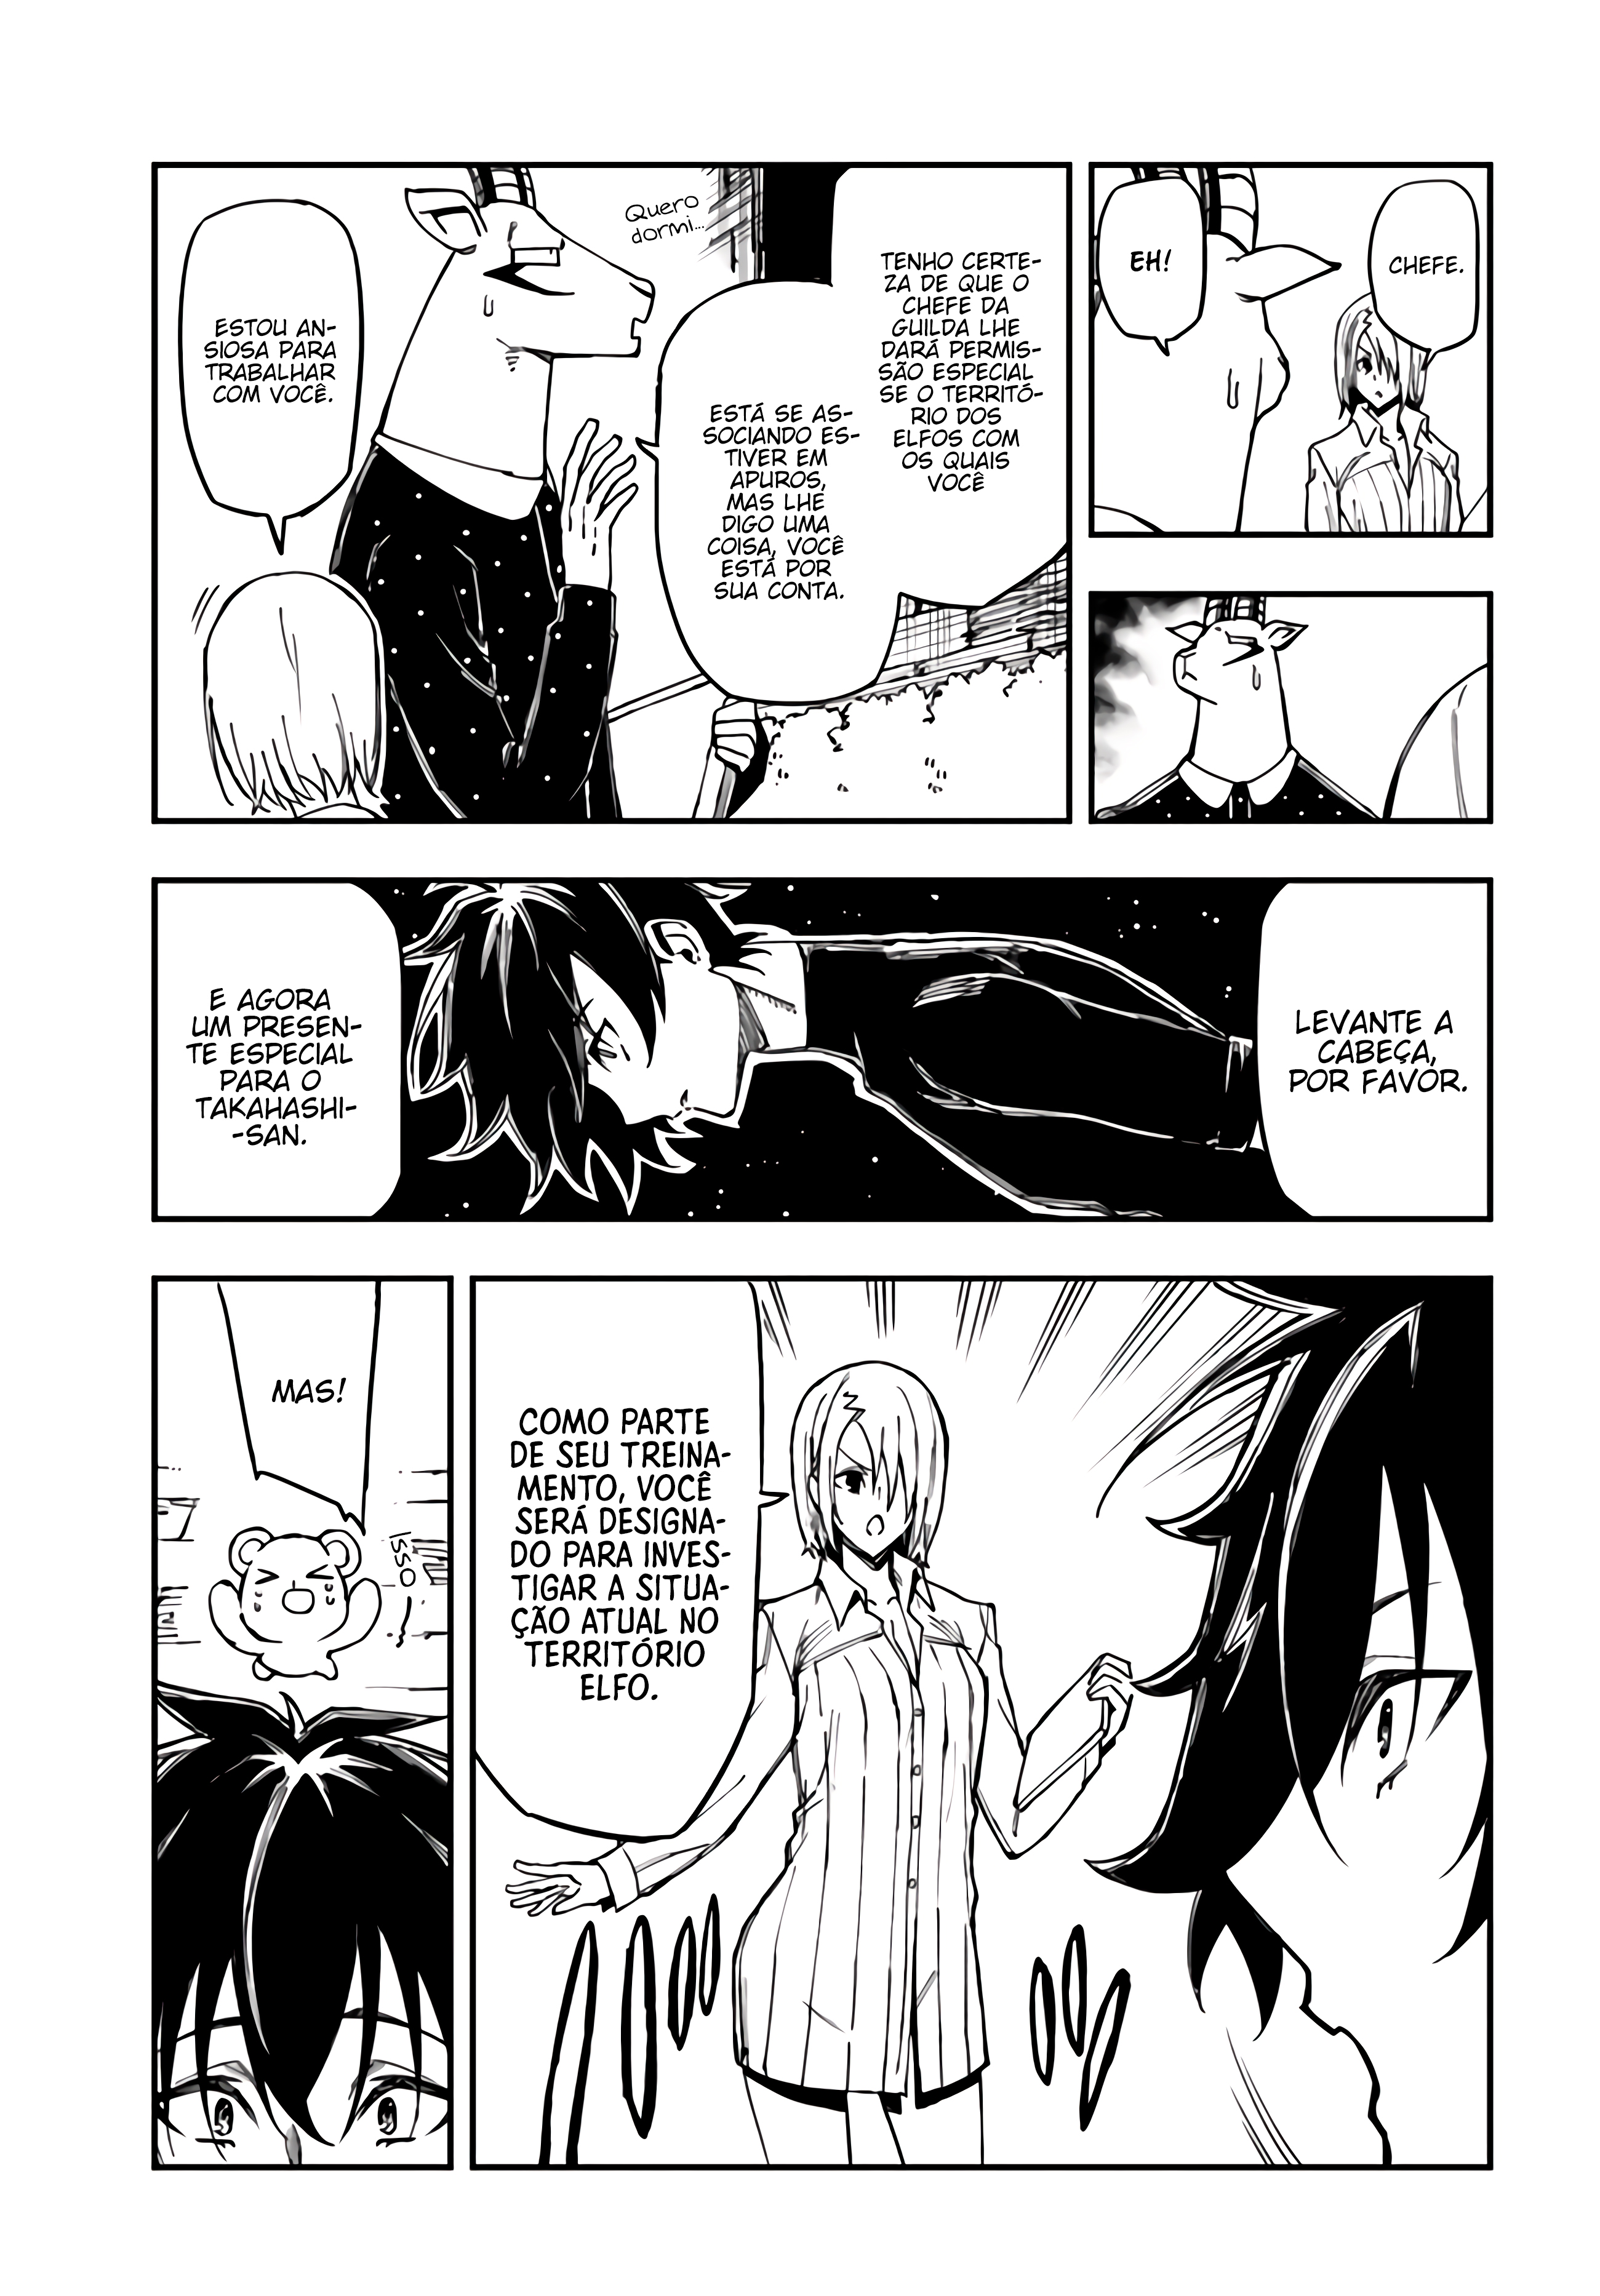 CHEFE.
EH!
TENHO CERTE-
ZA DE QUE O
CHEFE DA
GUILDA LHE
DARÁ PERMIS-
SÃO ESPECIAL
SE O TERRITÓ-
RIO DOS
ELFOS COM
OS QUAIS
VOCÊ
ESTÁ SE AS-
SOCIANDO ES-
TIVER EM
APUROS,
MAS LHE
DIGO UMA
COISA, VOCÊ
ESTÁ POR
SUA CONTA.
Quero
dormi...
ESTOU AN-
SIOSA PARA
TRABALHAR
COM VOCÊ.
LEVANTE A
CABEÇA,
POR FAVOR.
E AGORA
UM PRESEN-
TE ESPECIAL
PARA O
TAKAHASHI-
-SAN.
COMO PARTE
DE SEU TREINA-
MENTO, VOCÊ
SERÁ DESIGNA-
DO PARA INVES-
TIGAR A SITUA-
ÇÃO ATUAL NO
TERRITÓRIO
ELFO.
MAS!
ISSO